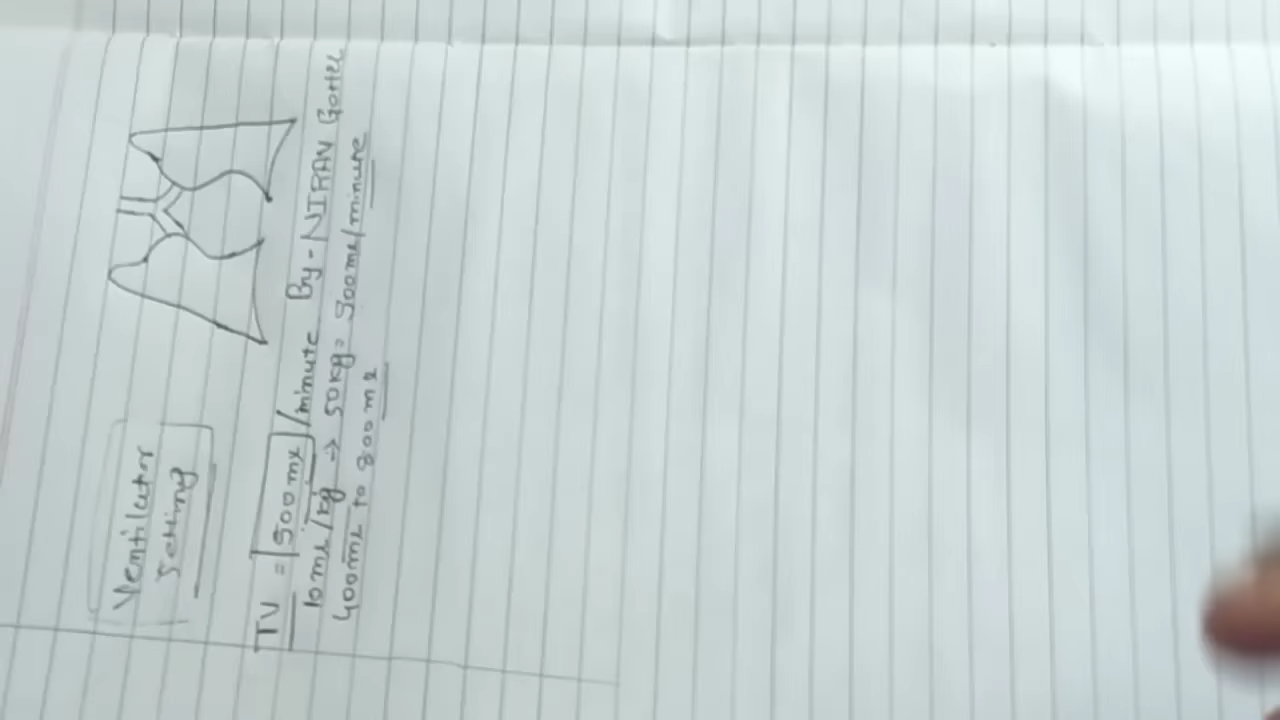 Ventilator
Setting
TV = 500 ml / minute By - NIRAV GOHIL
10 ml / kg ⇒ 50 kg = 500 ml / minute
400 ml to 800 ml